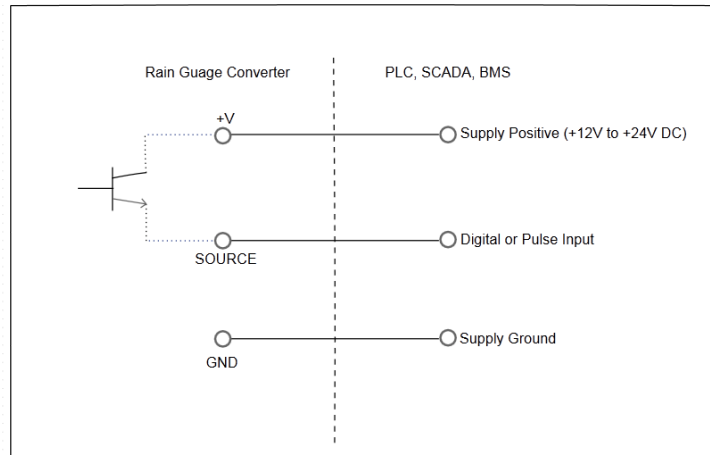 Rain Guage Converter
PLC, SCADA, BMS
+V
Supply Positive (+12V to +24V DC)
SOURCE
Digital or Pulse Input
GND
Supply Ground